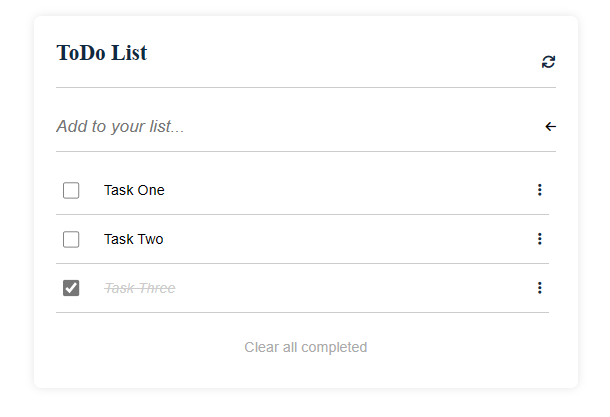 ToDo List
Add to your list...
Task One
Task Two
Task Three
Clear all completed